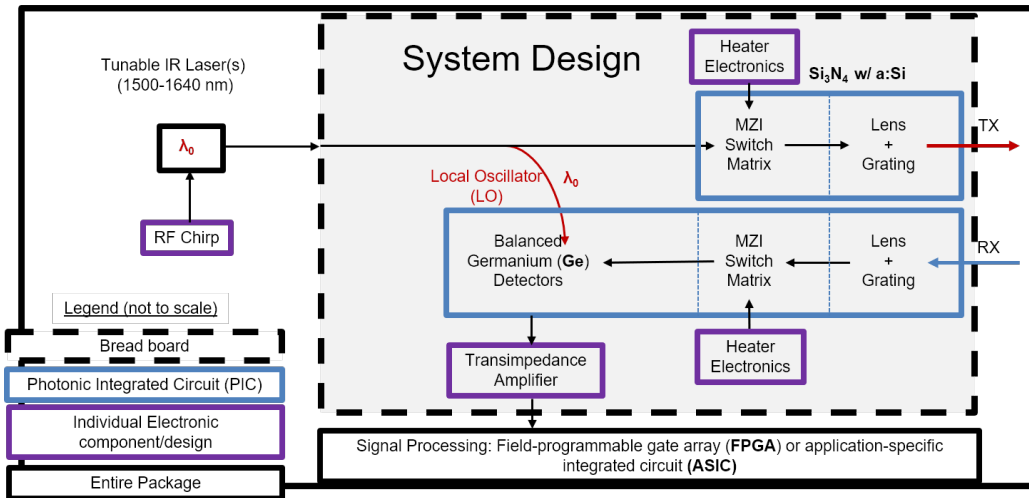 System Design
Tunable IR Laser(s)
(1500-1640 nm)
Heater
Electronics
Si₃N₄ w/ a:Si
λ₀
MZI
Switch
Matrix
Lens
+
Grating
TX
Local Oscillator
(LO)
λ₀
RF Chirp
Balanced
Germanium (Ge)
Detectors
MZI
Switch
Matrix
Lens
+
Grating
RX
Legend (not to scale)
Bread board
Photonic Integrated Circuit (PIC)
Individual Electronic
component/design
Entire Package
Transimpedance
Amplifier
Heater
Electronics
Signal Processing: Field-programmable gate array (FPGA) or application-specific
integrated circuit (ASIC)